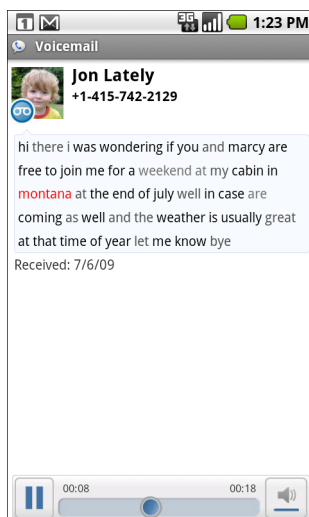 1 3G 1:23 PM
Voicemail
Jon Lately
+1-415-742-2129
hi there i was wondering if you and marcy are
free to join me for a weekend at my cabin in
montana at the end of july well in case are
coming as well and the weather is usually great
at that time of year let me know bye
Received: 7/6/09
00:08 00:18